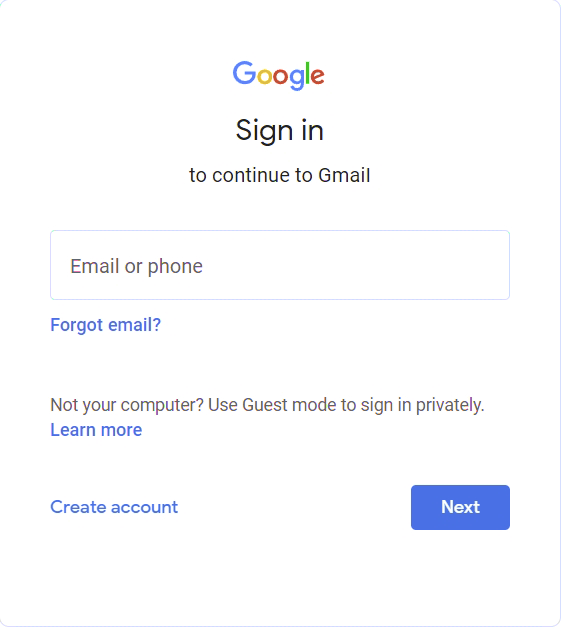 Google
Sign in
to continue to Gmail
Email or phone
Forgot email?
Not your computer? Use Guest mode to sign in privately.
Learn more
Create account
Next